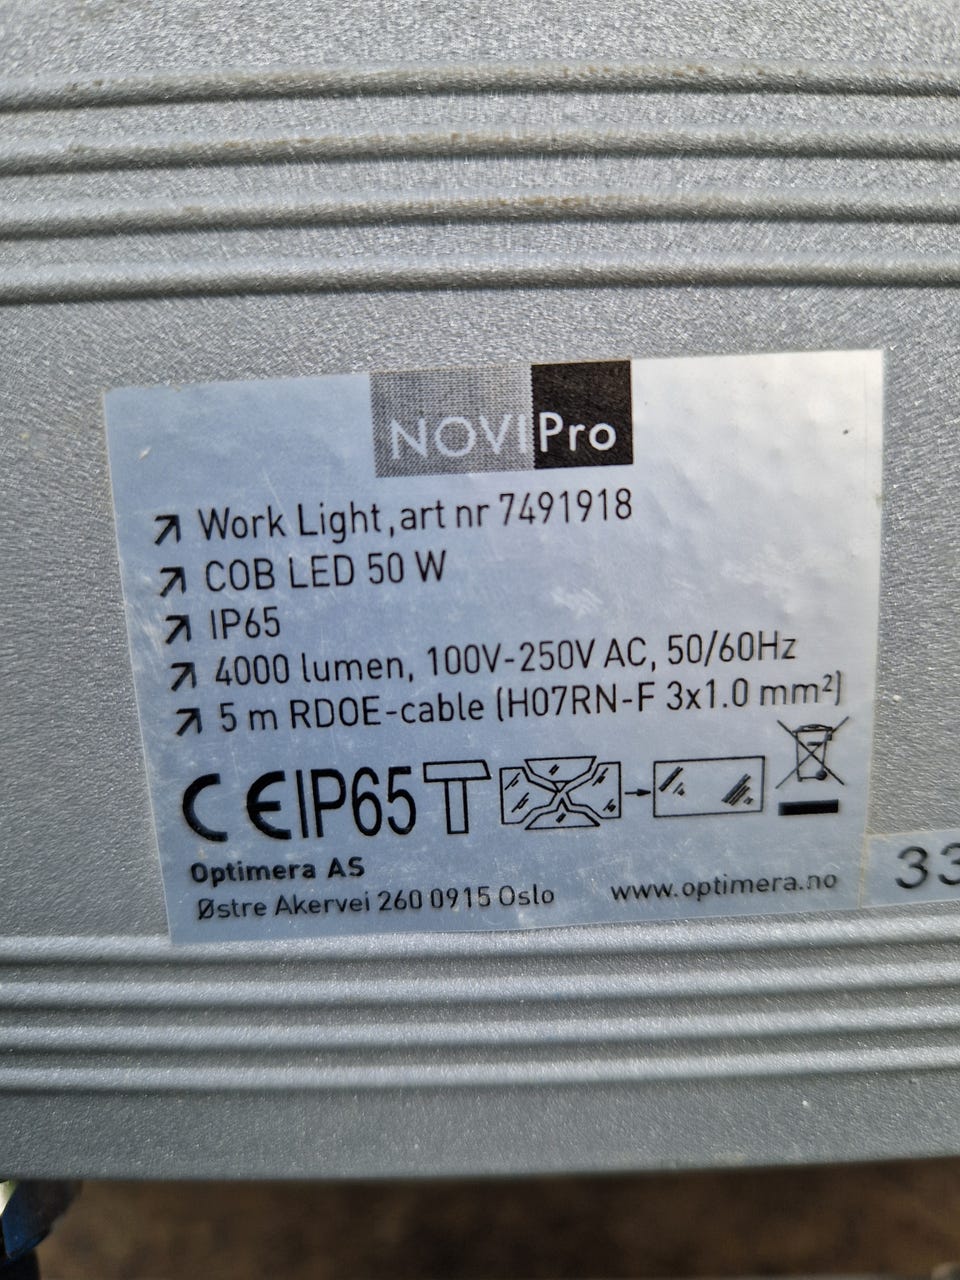 NOVIPro
Work Light,art nr 7491918
COB LED 50 W
IP65
4000 lumen, 100V-250V AC, 50/60Hz
5 m RDOE-cable (H07RN-F 3x1.0 mm²)
CE IP65
Optimera AS
Østre Akervei 260 0915 Oslo
www.optimera.no
33